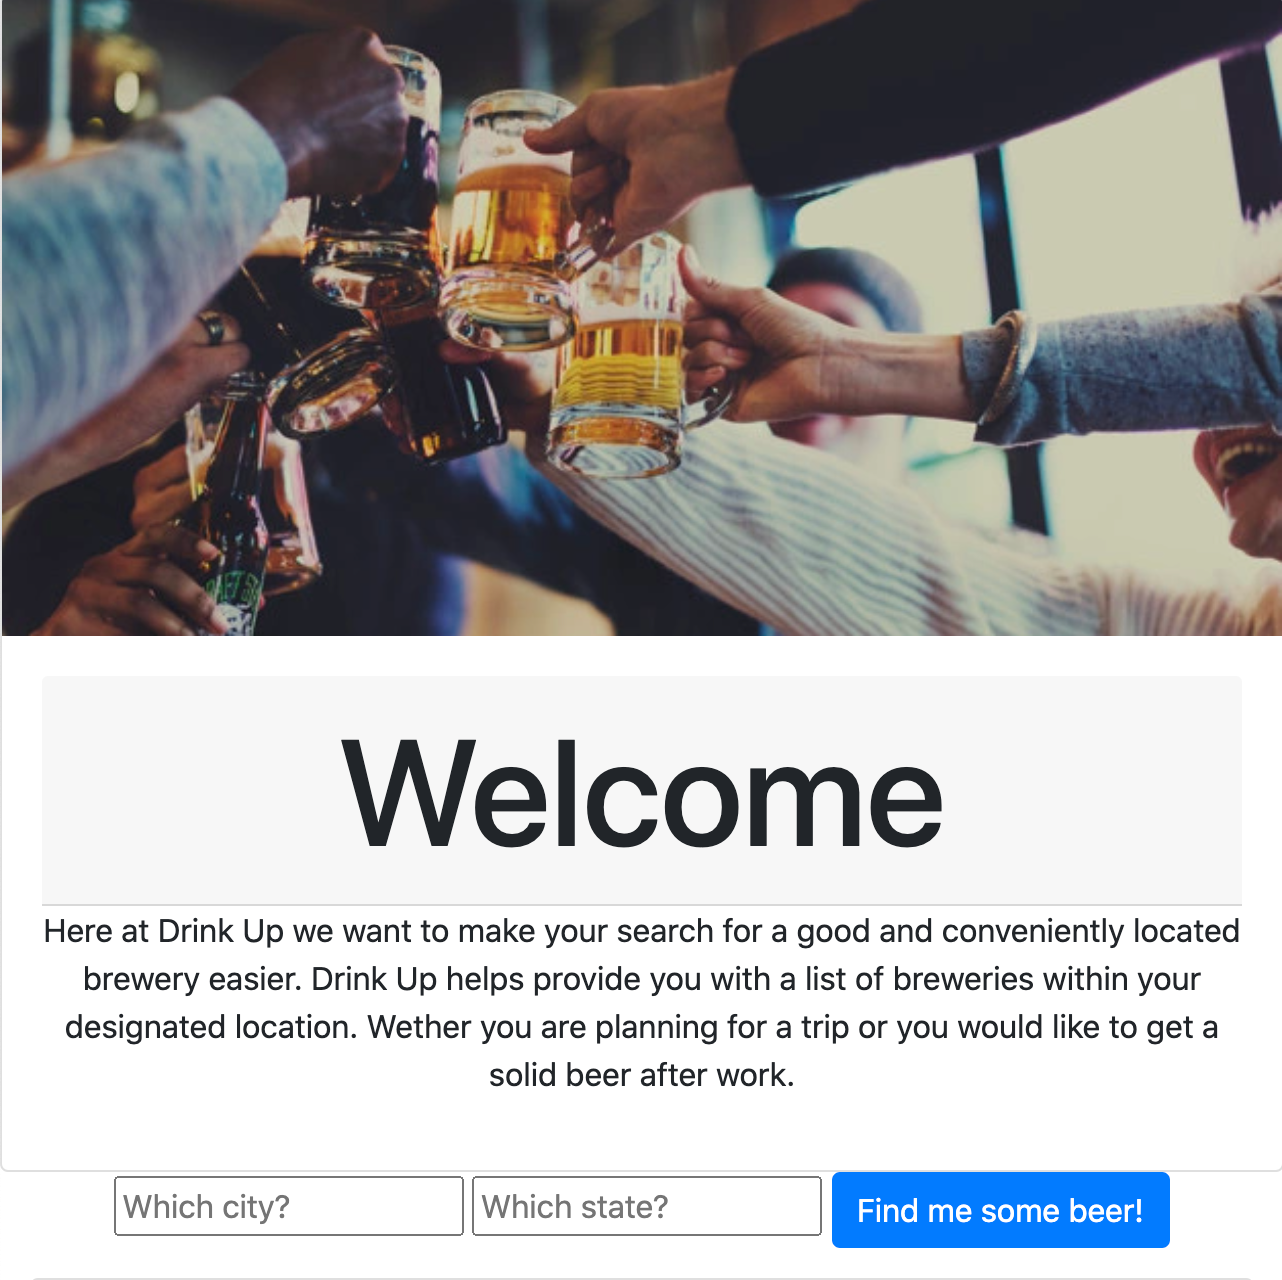 Welcome
Here at Drink Up we want to make your search for a good and conveniently located
brewery easier. Drink Up helps provide you with a list of breweries within your
designated location. Wether you are planning for a trip or you would like to get a
solid beer after work.
Which city? Which state? Find me some beer!